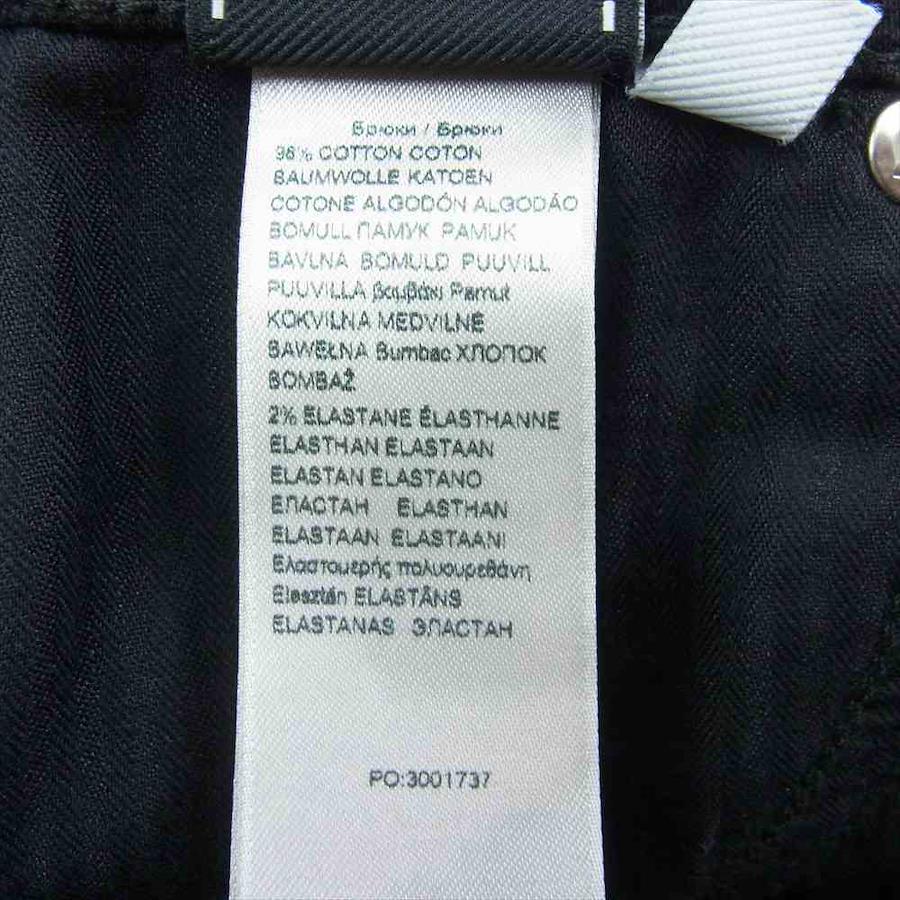 Брюки / Брюки
98% COTTON COTON
BAUMWOLLE KATOEN
COTONE ALGODÓN ALGODÃO
BOMULL ПАМУК PAMUK
BAVLNA BOMULD PUUVILL
PUUVILLA βαμβάκι Pamut
KOKVILNA MEDVILNĖ
BAWEŁNA Bumbac ХЛОПОК
BOMBAŽ
2% ELASTANE ÉLASTHANNE
ELASTHAN ELASTAAN
ELASTAN ELASTANO
ЕЛАСТАН ELASTHAN
ELASTAAN ELASTAANI
Ελαστομερής πολυουρεθάνη
Elesztán ELASTĀNS
ELASTANAS ЭЛАСТАН
PO:3001737